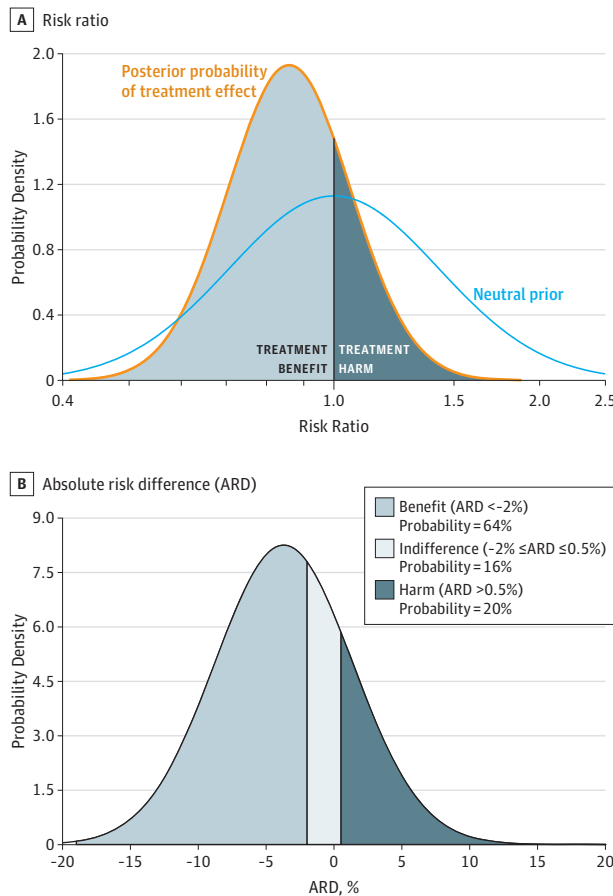 A Risk ratio
2.0
Posterior probability
of treatment effect
1.6
1.2
Probability Density
0.8
Neutral prior
0.4
TREATMENT TREATMENT
BENEFIT HARM
0
0.4 1.0 1.5 2.0 2.5
Risk Ratio
B Absolute risk difference (ARD)
9.0
Benefit (ARD <-2%)
Probability = 64%
Indifference (-2% ≤ARD ≤0.5%)
Probability = 16%
Harm (ARD >0.5%)
Probability = 20%
7.5
6.0
Probability Density
4.5
3.0
1.5
0
-20 -15 -10 -5 0 5 10 15 20
ARD, %